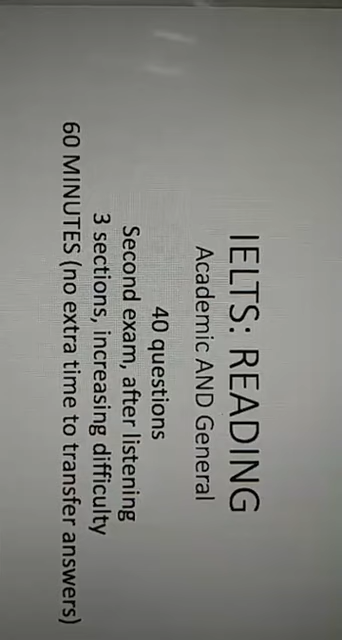 IELTS: READING
Academic AND General
40 questions
Second exam, after listening
3 sections, increasing difficulty
60 MINUTES (no extra time to transfer answers)